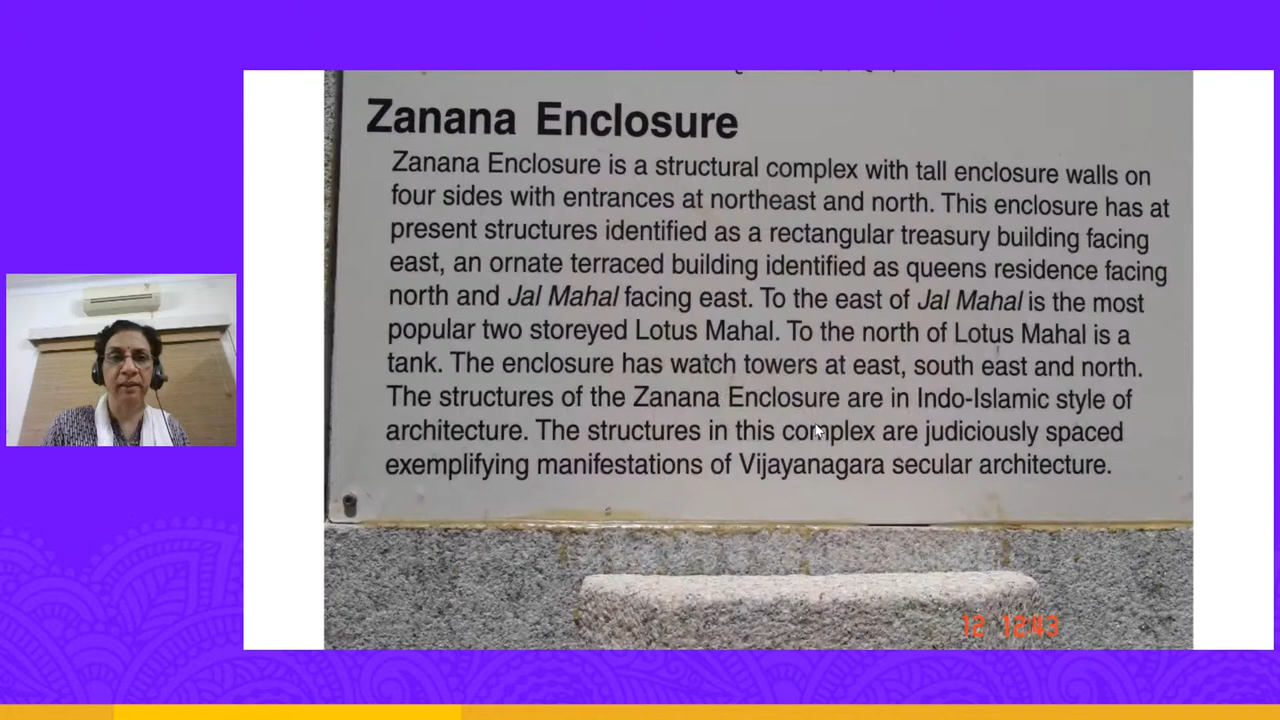 Zanana Enclosure
Zanana Enclosure is a structural complex with tall enclosure walls on
four sides with entrances at northeast and north. This enclosure has at
present structures identified as a rectangular treasury building facing
east, an ornate terraced building identified as queens residence facing
north and Jal Mahal facing east. To the east of Jal Mahal is the most
popular two storeyed Lotus Mahal. To the north of Lotus Mahal is a
tank. The enclosure has watch towers at east, south east and north.
The structures of the Zanana Enclosure are in Indo-Islamic style of
architecture. The structures in this complex are judiciously spaced
exemplifying manifestations of Vijayanagara secular architecture.
12 12:43